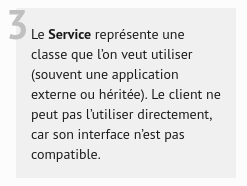 3
Le Service représente une
classe que l’on veut utiliser
(souvent une application
externe ou héritée). Le client ne
peut pas l’utiliser directement,
car son interface n’est pas
compatible.